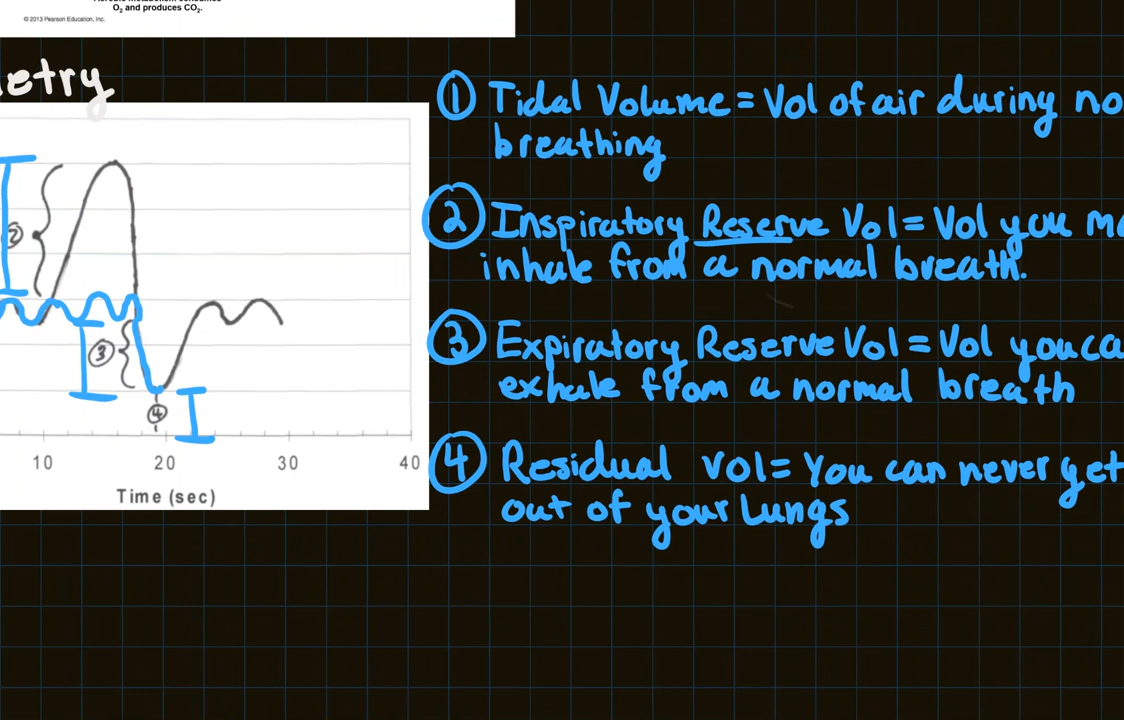 O₂ and produces CO₂.
© 2013 Pearson Education, Inc.
etry
① Tidal Volume = Vol of air during no
breathing
② Inspiratory Reserve Vol = Vol you m
inhale from a normal breath.
③ Expiratory Reserve Vol = Vol you ca
exhale from a normal breath
④ Residual Vol = You can never get
out of your Lungs
②
③
④
10 20 30 40
Time (sec)